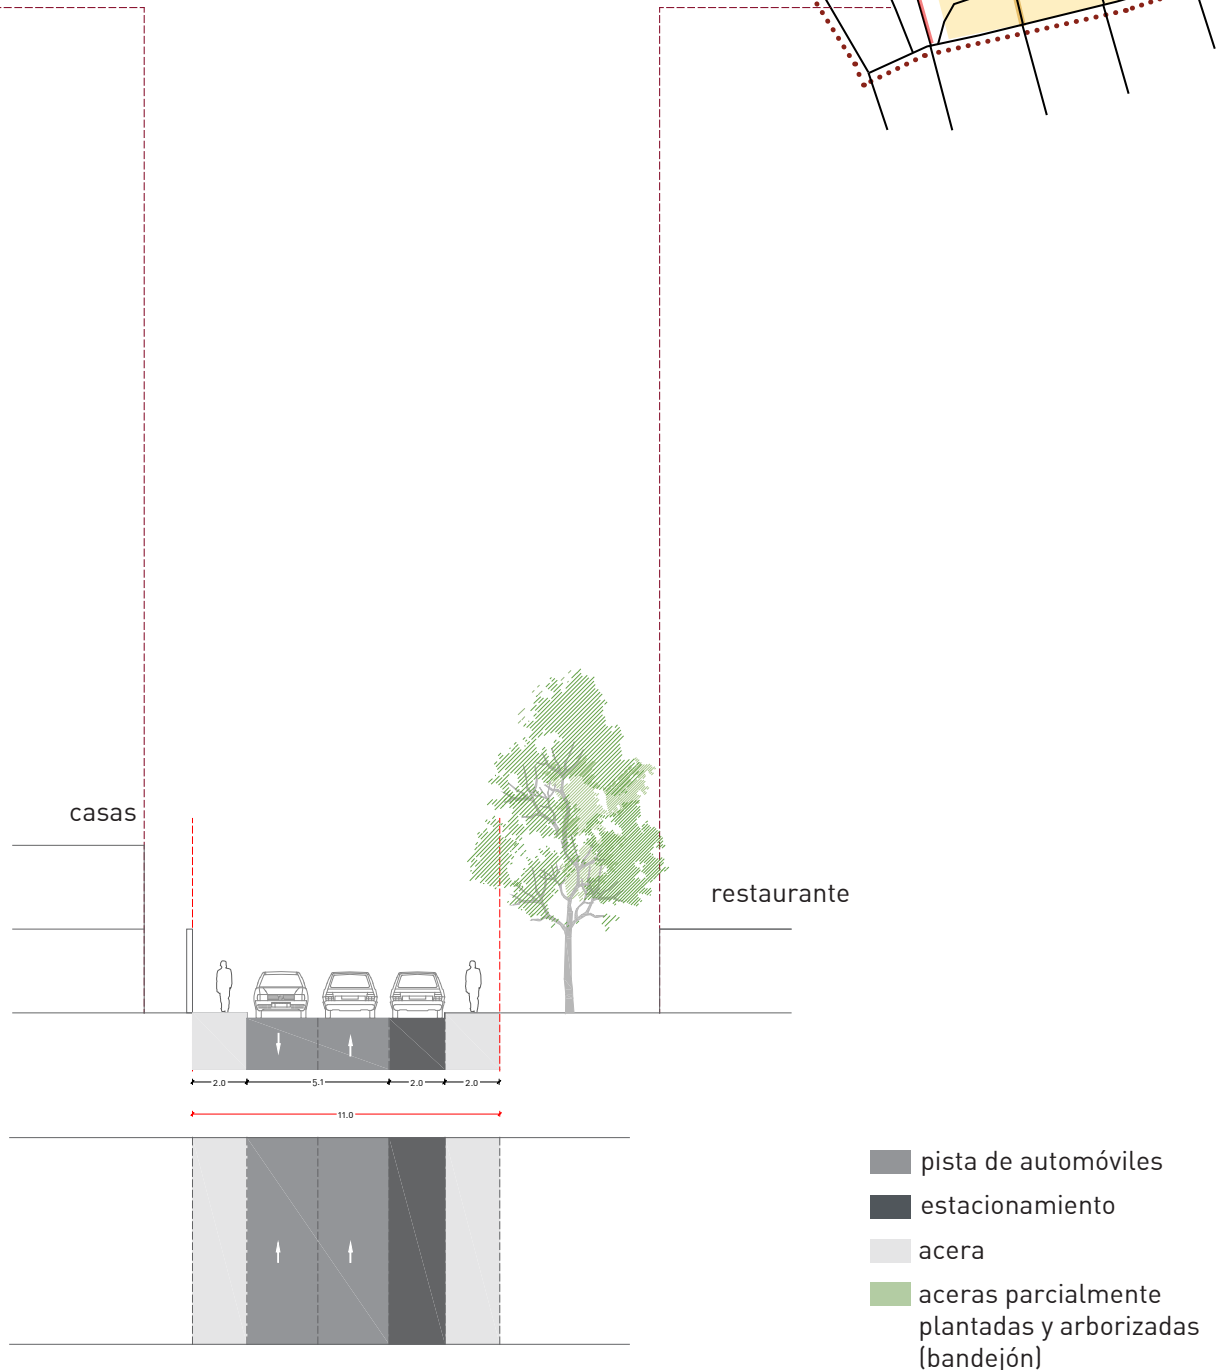 casas
restaurante
2.0 5.1 2.0 2.0
11.0
pista de automóviles
estacionamiento
acera
aceras parcialmente
plantadas y arborizadas
(bandejón)